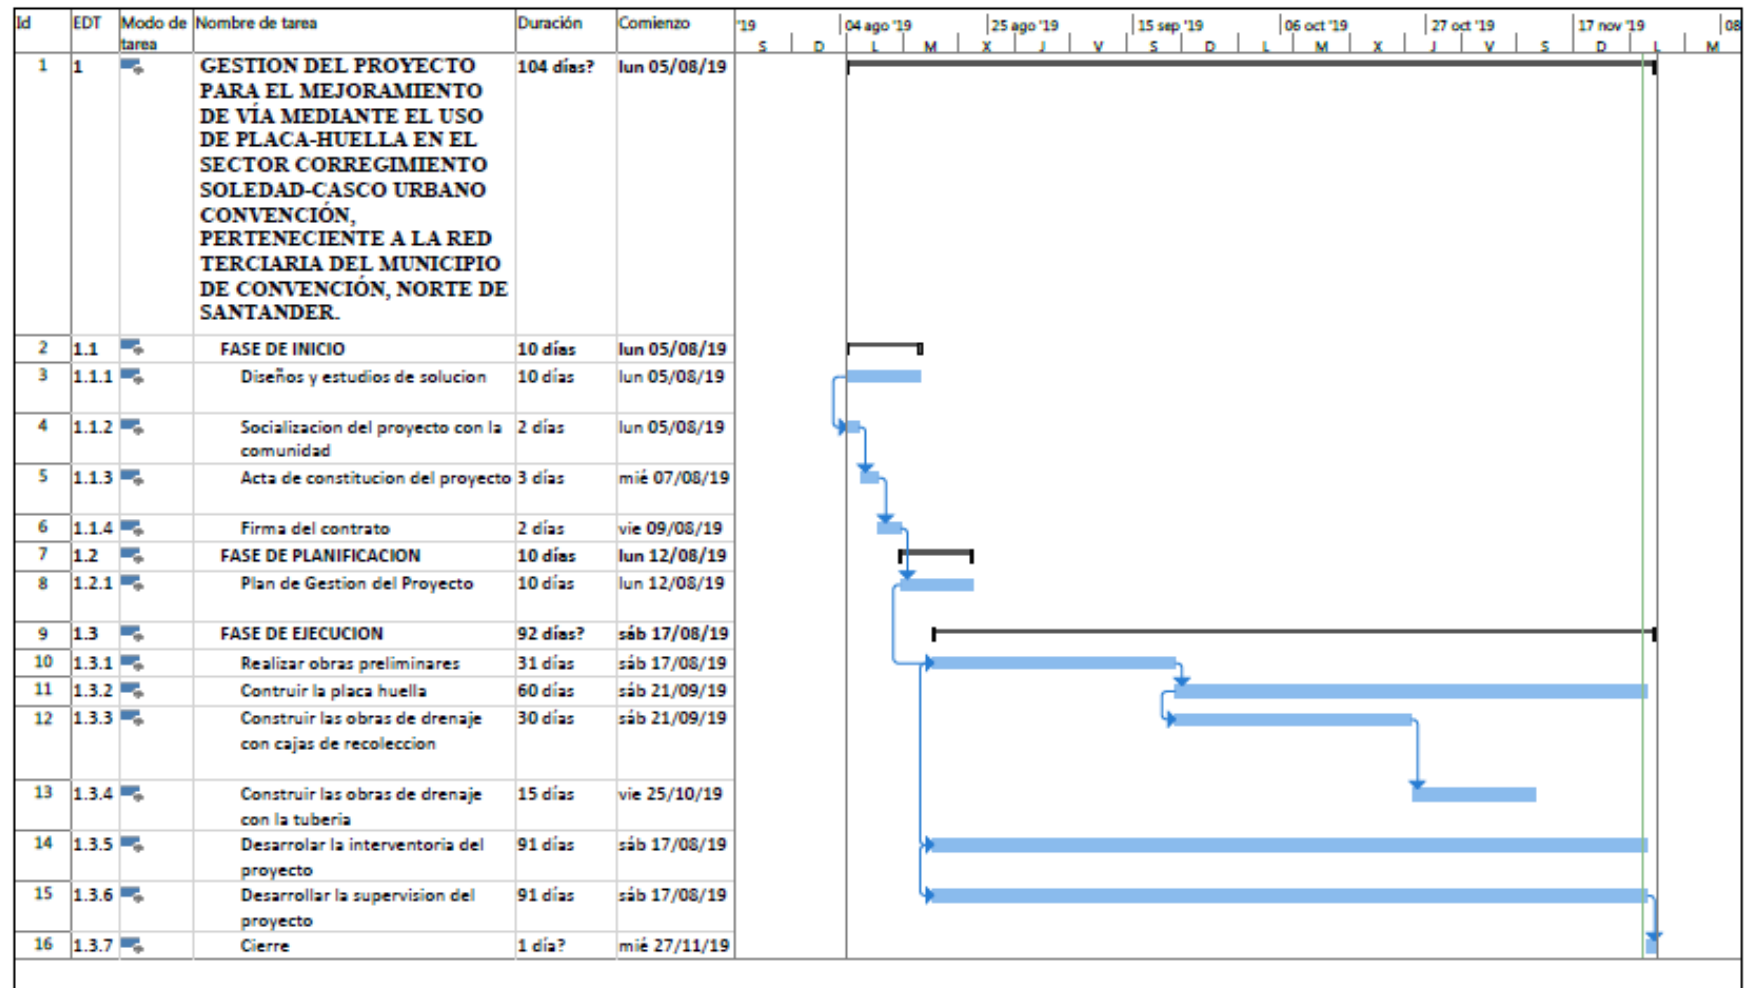 Id EDT Modo de tarea Nombre de tarea Duración Comienzo '19 04 ago '19 25 ago '19 15 sep '19 06 oct '19 27 oct '19 17 nov '19 08
S D L M X J V S D L M X J V S D L M
1 1 GESTION DEL PROYECTO 104 días? lun 05/08/19
PARA EL MEJORAMIENTO
DE VÍA MEDIANTE EL USO
DE PLACA-HUELLA EN EL
SECTOR CORREGIMIENTO
SOLEDAD-CASCO URBANO
CONVENCIÓN,
PERTENECIENTE A LA RED
TERCIARIA DEL MUNICIPIO
DE CONVENCIÓN, NORTE DE
SANTANDER.
2 1.1 FASE DE INICIO 10 días lun 05/08/19
3 1.1.1 Diseños y estudios de solucion 10 días lun 05/08/19
4 1.1.2 Socializacion del proyecto con la 2 días lun 05/08/19
comunidad
5 1.1.3 Acta de constitucion del proyecto 3 días mié 07/08/19
6 1.1.4 Firma del contrato 2 días vie 09/08/19
7 1.2 FASE DE PLANIFICACION 10 días lun 12/08/19
8 1.2.1 Plan de Gestion del Proyecto 10 días lun 12/08/19
9 1.3 FASE DE EJECUCION 92 días? sáb 17/08/19
10 1.3.1 Realizar obras preliminares 31 días sáb 17/08/19
11 1.3.2 Contruir la placa huella 60 días sáb 21/09/19
12 1.3.3 Construir las obras de drenaje 30 días sáb 21/09/19
con cajas de recoleccion
13 1.3.4 Construir las obras de drenaje 15 días vie 25/10/19
con la tuberia
14 1.3.5 Desarrolar la interventoria del 91 días sáb 17/08/19
proyecto
15 1.3.6 Desarrollar la supervision del 91 días sáb 17/08/19
proyecto
16 1.3.7 Cierre 1 día? mié 27/11/19